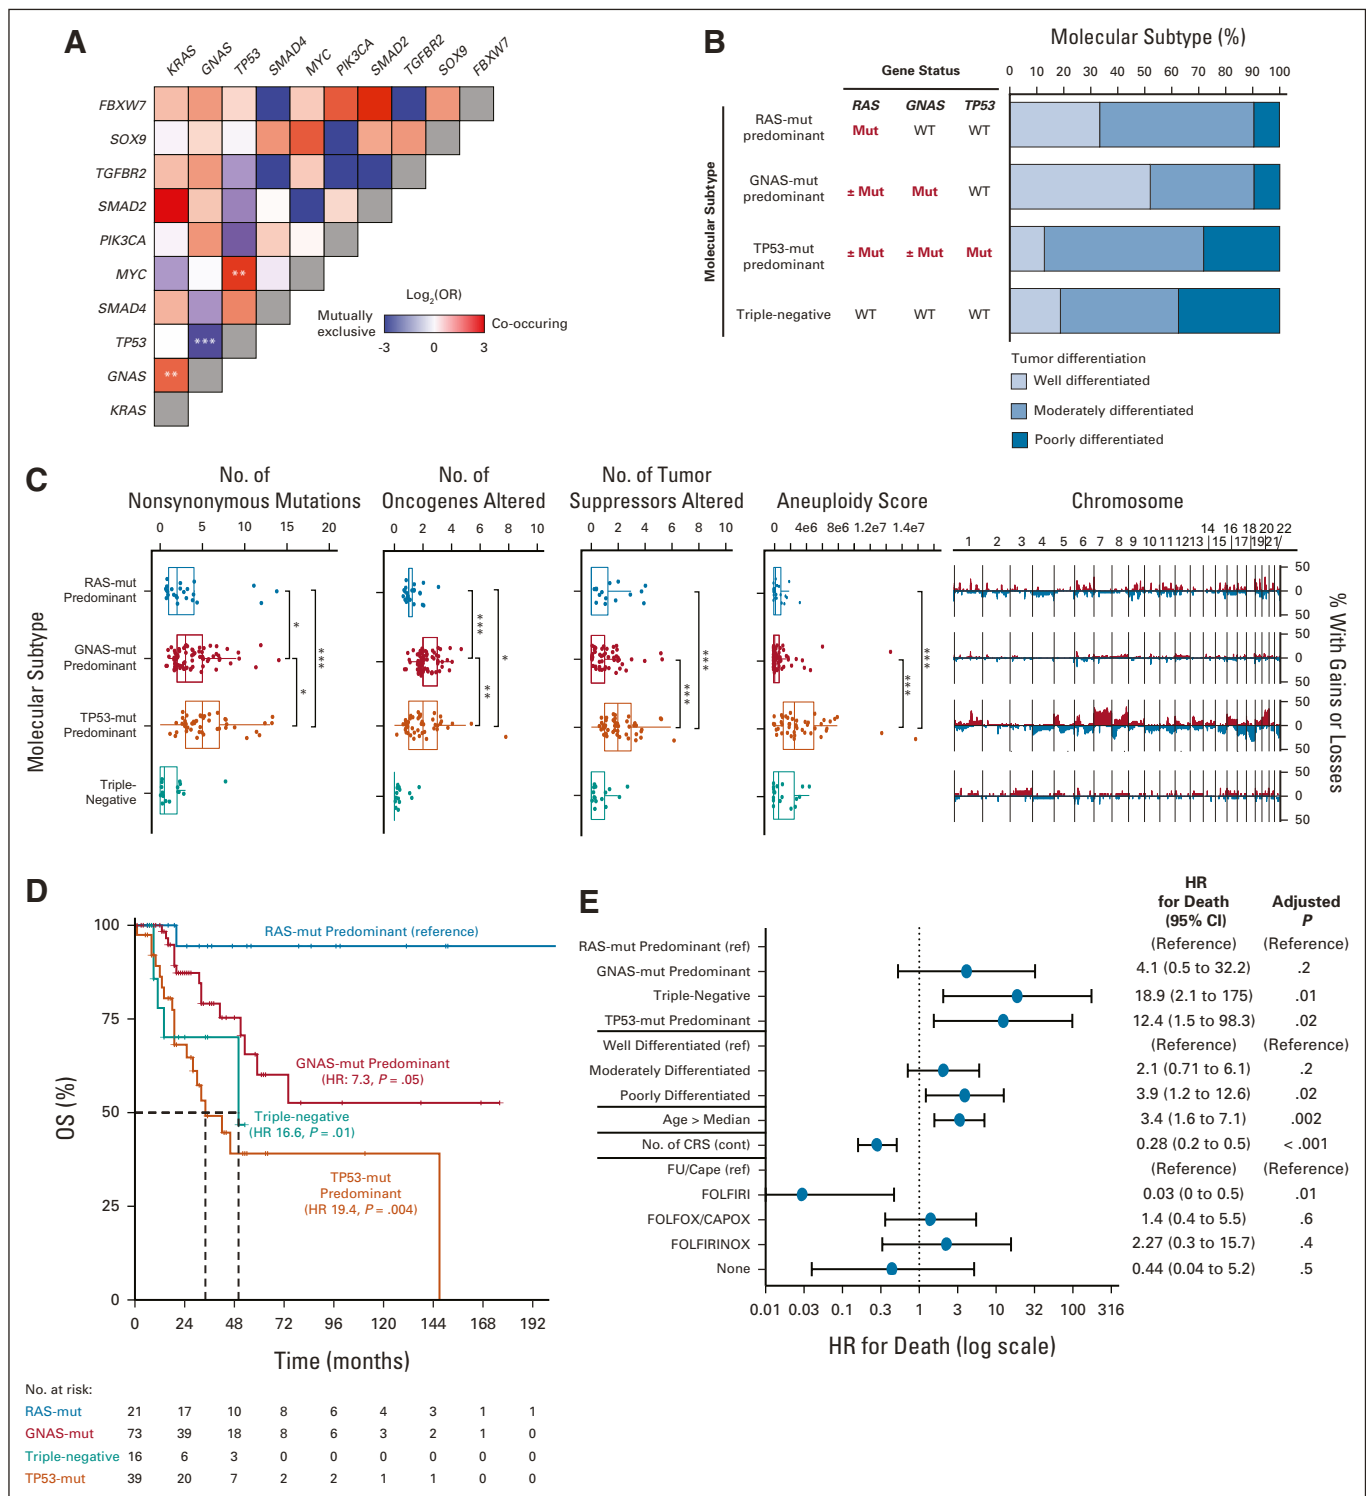 A
KRAS GNAS TP53 SMAD4 MYC PIK3CA SMAD2 TGFBR2 SOX9 FBXW7
FBXW7
SOX9
TGFBR2
SMAD2
PIK3CA
MYC **
SMAD4
TP53 ***
GNAS **
KRAS
Log2(OR)
Mutually exclusive
Co-occuring
-3 0 3
B
Molecular Subtype (%)
Gene Status
0 10 20 30 40 50 60 70 80 90 100
RAS GNAS TP53
Molecular Subtype
RAS-mut predominant Mut WT WT
GNAS-mut predominant ± Mut Mut WT
TP53-mut predominant ± Mut ± Mut Mut
Triple-negative WT WT WT
Tumor differentiation
Well differentiated
Moderately differentiated
Poorly differentiated
C
No. of Nonsynonymous Mutations
0 5 10 15 20
No. of Oncogenes Altered
0 2 4 6 8 10
No. of Tumor Suppressors Altered
0 2 4 6 8 10
Aneuploidy Score
0 4e6 8e6 1.2e7 1.4e7
Chromosome
1 2 3 4 5 6 7 8 9 10 11 12 13 14 15 16 17 18 19 20 21 22
Molecular Subtype
RAS-mut Predominant
GNAS-mut Predominant
TP53-mut Predominant
Triple-Negative
* * ***
*** ** *
*** ***
*** ***
50 0 50
50 0 50
50 0 50
50 0 50
% With Gains or Losses
D
OS (%)
100
75
50
25
0
RAS-mut Predominant (reference)
GNAS-mut Predominant
(HR: 7.3, P = .05)
Triple-negative
(HR 16.6, P = .01)
TP53-mut
Predominant
(HR 19.4, P = .004)
0 24 48 72 96 120 144 168 192
Time (months)
No. at risk:
RAS-mut 21 17 10 8 6 4 3 1 1
GNAS-mut 73 39 18 8 6 3 2 1 0
Triple-negative 16 6 3 0 0 0 0 0 0
TP53-mut 39 20 7 2 2 1 1 0 0
E
HR for Death (95% CI)
Adjusted P
RAS-mut Predominant (ref) (Reference) (Reference)
GNAS-mut Predominant 4.1 (0.5 to 32.2) .2
Triple-Negative 18.9 (2.1 to 175) .01
TP53-mut Predominant 12.4 (1.5 to 98.3) .02
Well Differentiated (ref) (Reference) (Reference)
Moderately Differentiated 2.1 (0.71 to 6.1) .2
Poorly Differentiated 3.9 (1.2 to 12.6) .02
Age > Median 3.4 (1.6 to 7.1) .002
No. of CRS (cont) 0.28 (0.2 to 0.5) < .001
FU/Cape (ref) (Reference) (Reference)
FOLFIRI 0.03 (0 to 0.5) .01
FOLFOX/CAPOX 1.4 (0.4 to 5.5) .6
FOLFIRINOX 2.27 (0.3 to 15.7) .4
None 0.44 (0.04 to 5.2) .5
0.01 0.03 0.1 0.3 1 3 10 32 100 316
HR for Death (log scale)